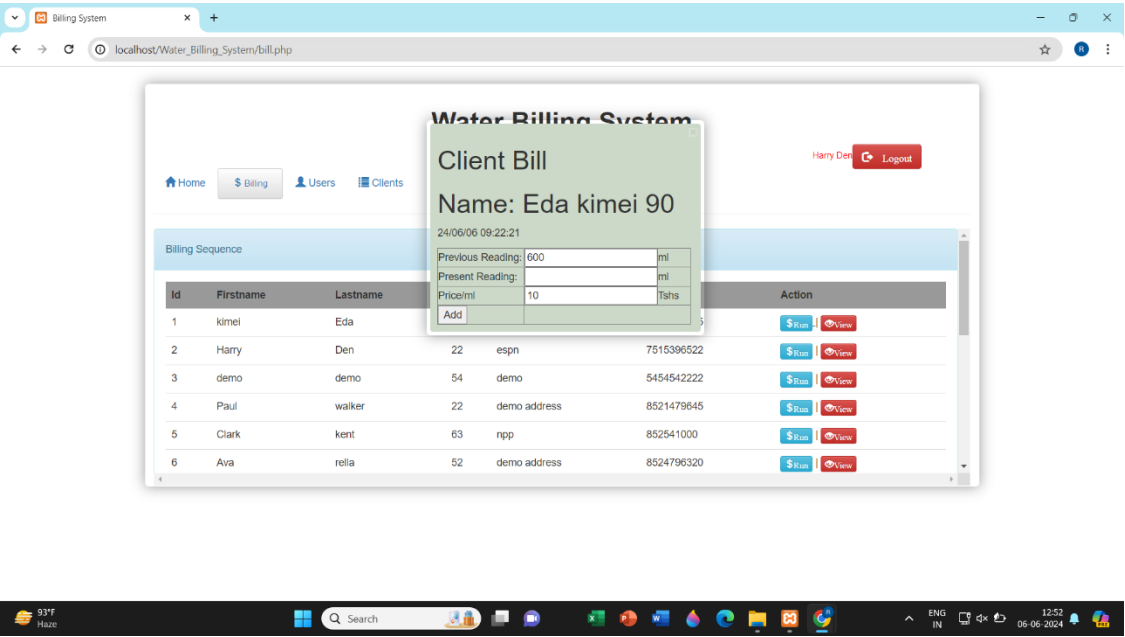 Billing System
localhost/Water_Billing_System/bill.php
Water Billing System
Harry Den Logout
Home $ Billing Users Clients
Client Bill
Name: Eda kimei 90
24/06/06 09:22:21
Previous Reading: 600 ml
Present Reading: ml
Price/ml 10 Tshs
Add
Billing Sequence
Id Firstname Lastname Action
1 kimei Eda $Run | View
2 Harry Den 22 espn 7515396522 $Run | View
3 demo demo 54 demo 5454542222 $Run | View
4 Paul walker 22 demo address 8521479645 $Run | View
5 Clark kent 63 npp 852541000 $Run | View
6 Ava rella 52 demo address 8524796320 $Run | View
93°F
Haze
Search
ENG
IN
12:52
06-06-2024